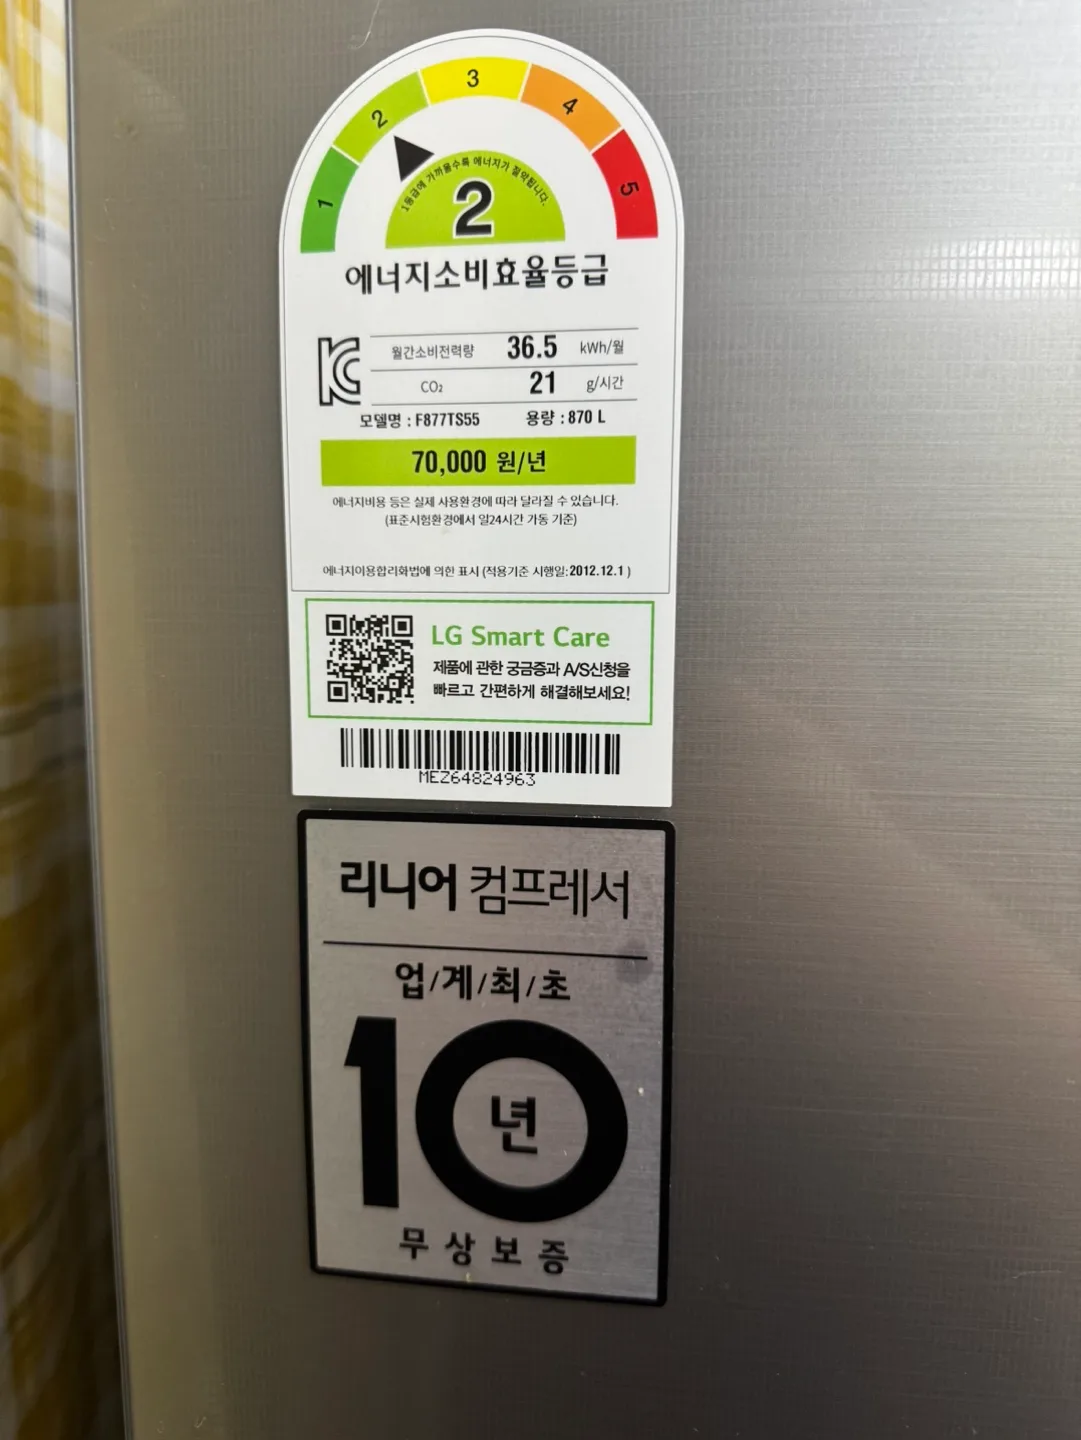 1
2
3
4
5
1등급에 가까울수록 에너지가 절약됩니다.
2
에너지소비효율등급
월간소비전력량 36.5 kWh/월
CO₂ 21 g/시간
모델명 : F877TS55 용량 : 870 L
70,000 원/년
에너지비용 등은 실제 사용환경에 따라 달라질 수 있습니다.
(표준시험환경에서 일24시간 가동 기준)
에너지이용합리화법에 의한 표시 (적용기준 시행일:2012.12.1 )
LG Smart Care
제품에 관한 궁금증과 A/S신청을
빠르고 간편하게 해결해보세요!
MEZ64824963
리니어 컴프레서
업/계/최/초
10년
무상보증